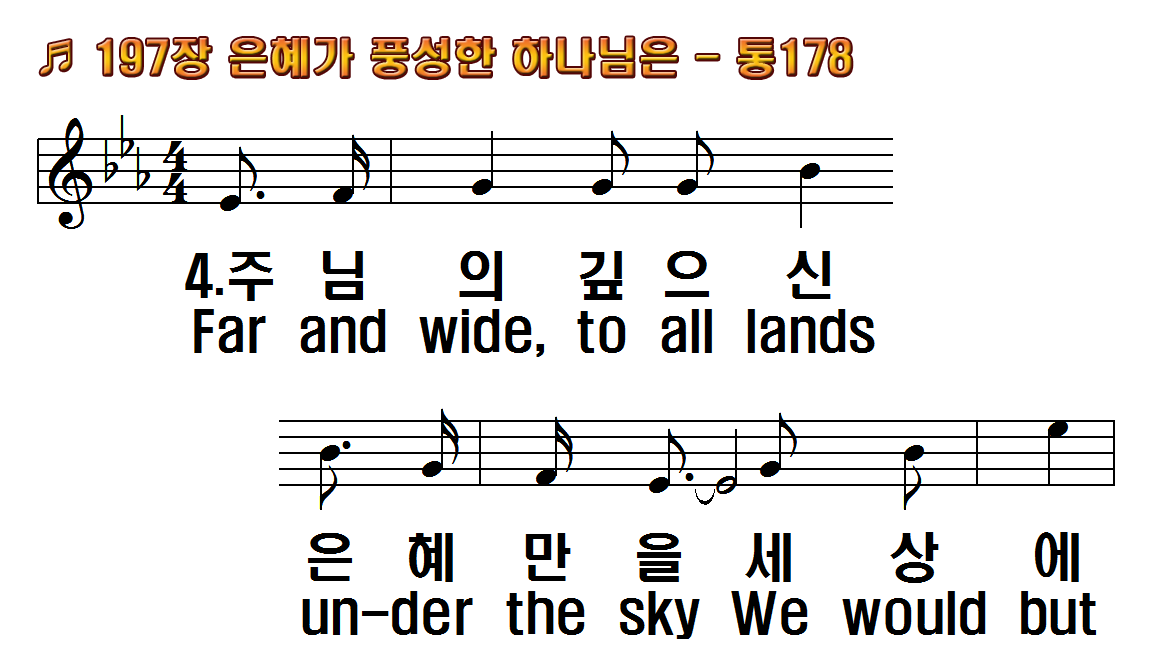 ♬ 197장 은혜가 풍성한 하나님은 - 통178
4.주 님 의 깊 으 신
Far and wide, to all lands
은 혜 만 을 세 상 에
un-der the sky We would but